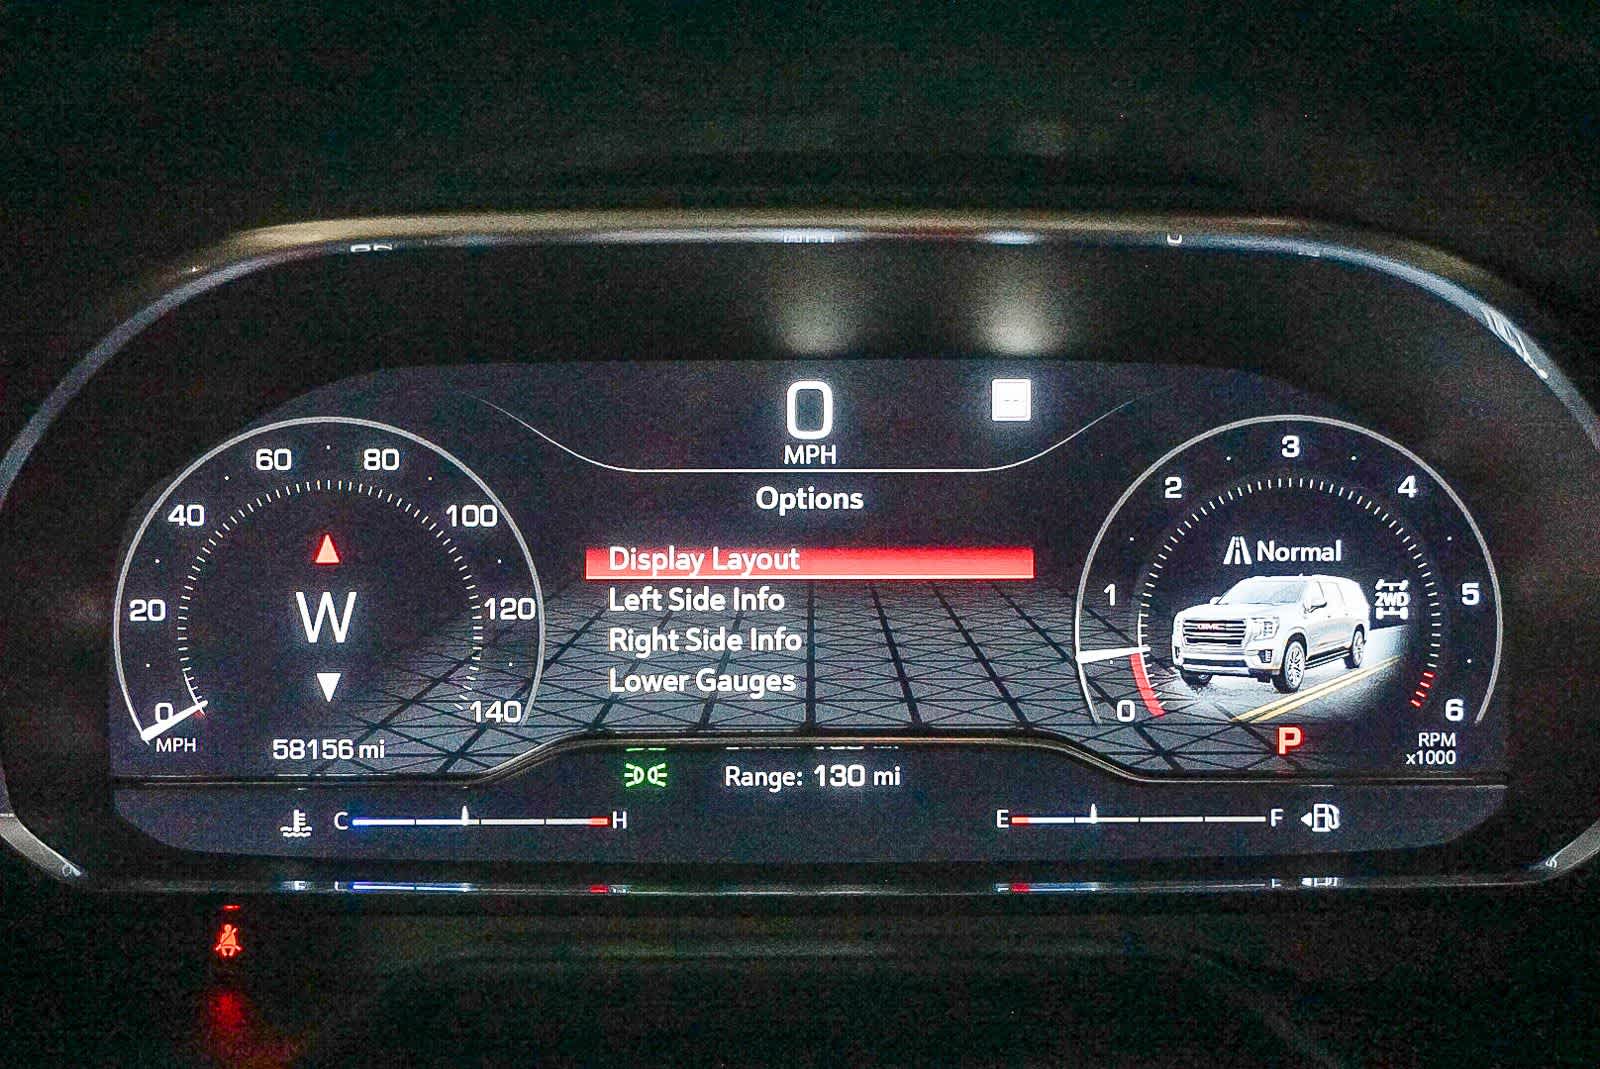 0
MPH
--
Options
Display Layout
Left Side Info
Right Side Info
Lower Gauges
0
20
40
60
80
100
120
140
MPH
W
58156 mi
0
1
2
3
4
5
6
RPM
x1000
Normal
GMC
2WD
P
Range: 130 mi
C
H
E
F